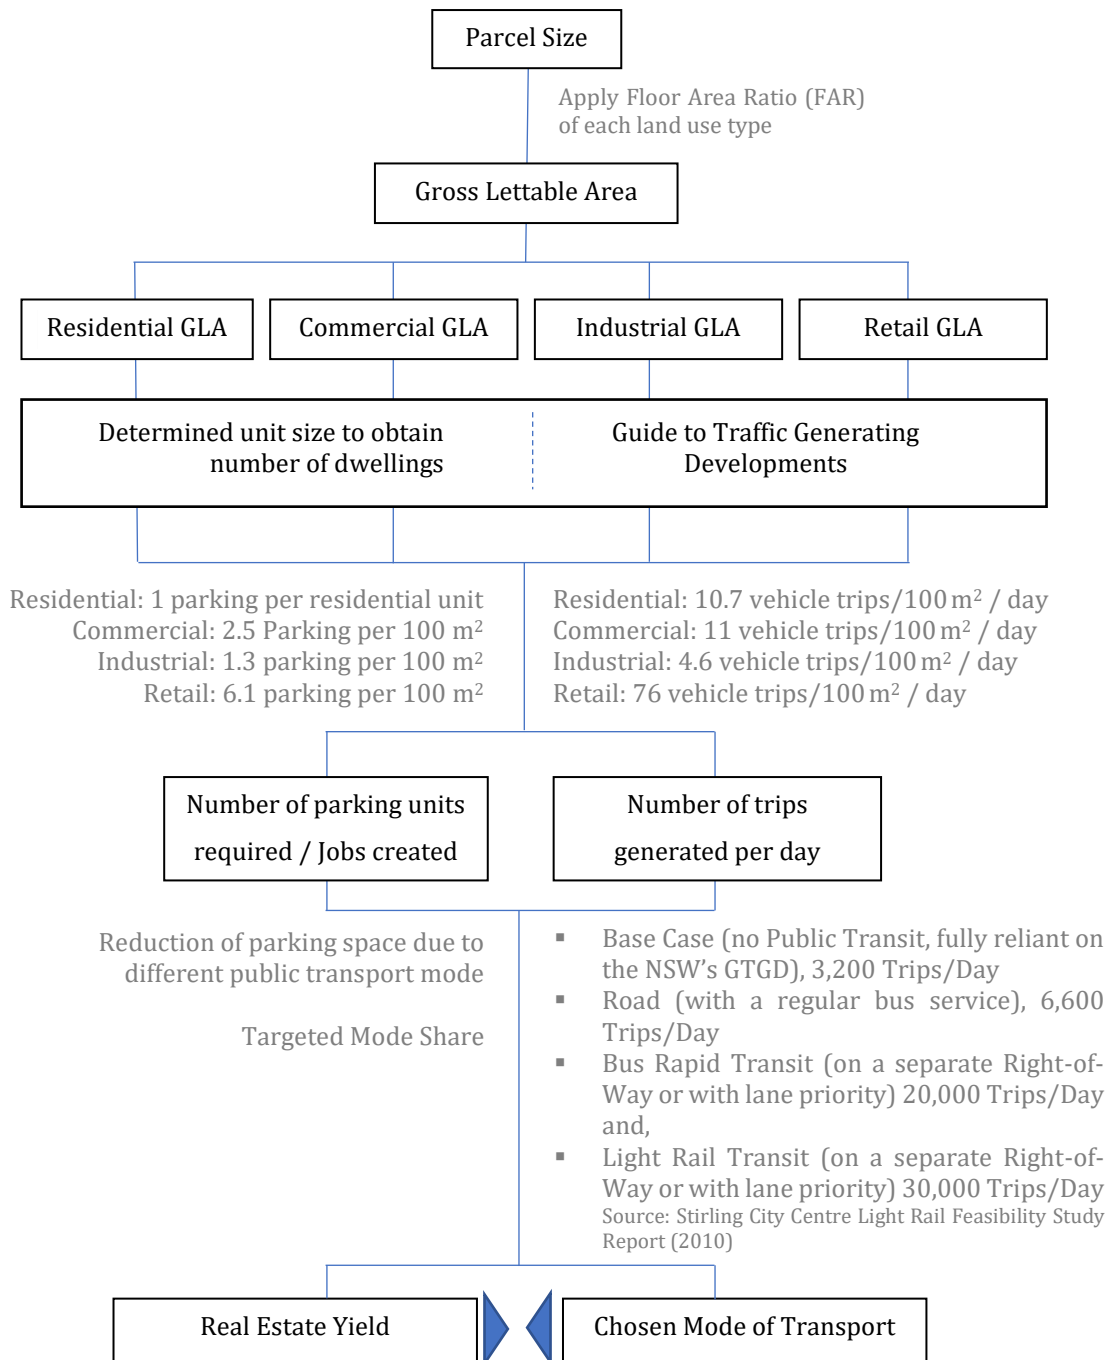 Parcel Size
Apply Floor Area Ratio (FAR)
of each land use type
Gross Lettable Area
Residential GLA
Commercial GLA
Industrial GLA
Retail GLA
Determined unit size to obtain
number of dwellings
Guide to Traffic Generating
Developments
Residential: 1 parking per residential unit
Commercial: 2.5 Parking per 100 m²
Industrial: 1.3 parking per 100 m²
Retail: 6.1 parking per 100 m²
Residential: 10.7 vehicle trips/100 m² / day
Commercial: 11 vehicle trips/100 m² / day
Industrial: 4.6 vehicle trips/100 m² / day
Retail: 76 vehicle trips/100 m² / day
Number of parking units
required / Jobs created
Number of trips
generated per day
Reduction of parking space due to
different public transport mode
Targeted Mode Share
▪ Base Case (no Public Transit, fully reliant on
the NSW's GTGD), 3,200 Trips/Day
▪ Road (with a regular bus service), 6,600
Trips/Day
▪ Bus Rapid Transit (on a separate Right-of-
Way or with lane priority) 20,000 Trips/Day
and,
▪ Light Rail Transit (on a separate Right-of-
Way or with lane priority) 30,000 Trips/Day
Source: Stirling City Centre Light Rail Feasibility Study
Report (2010)
Real Estate Yield
Chosen Mode of Transport